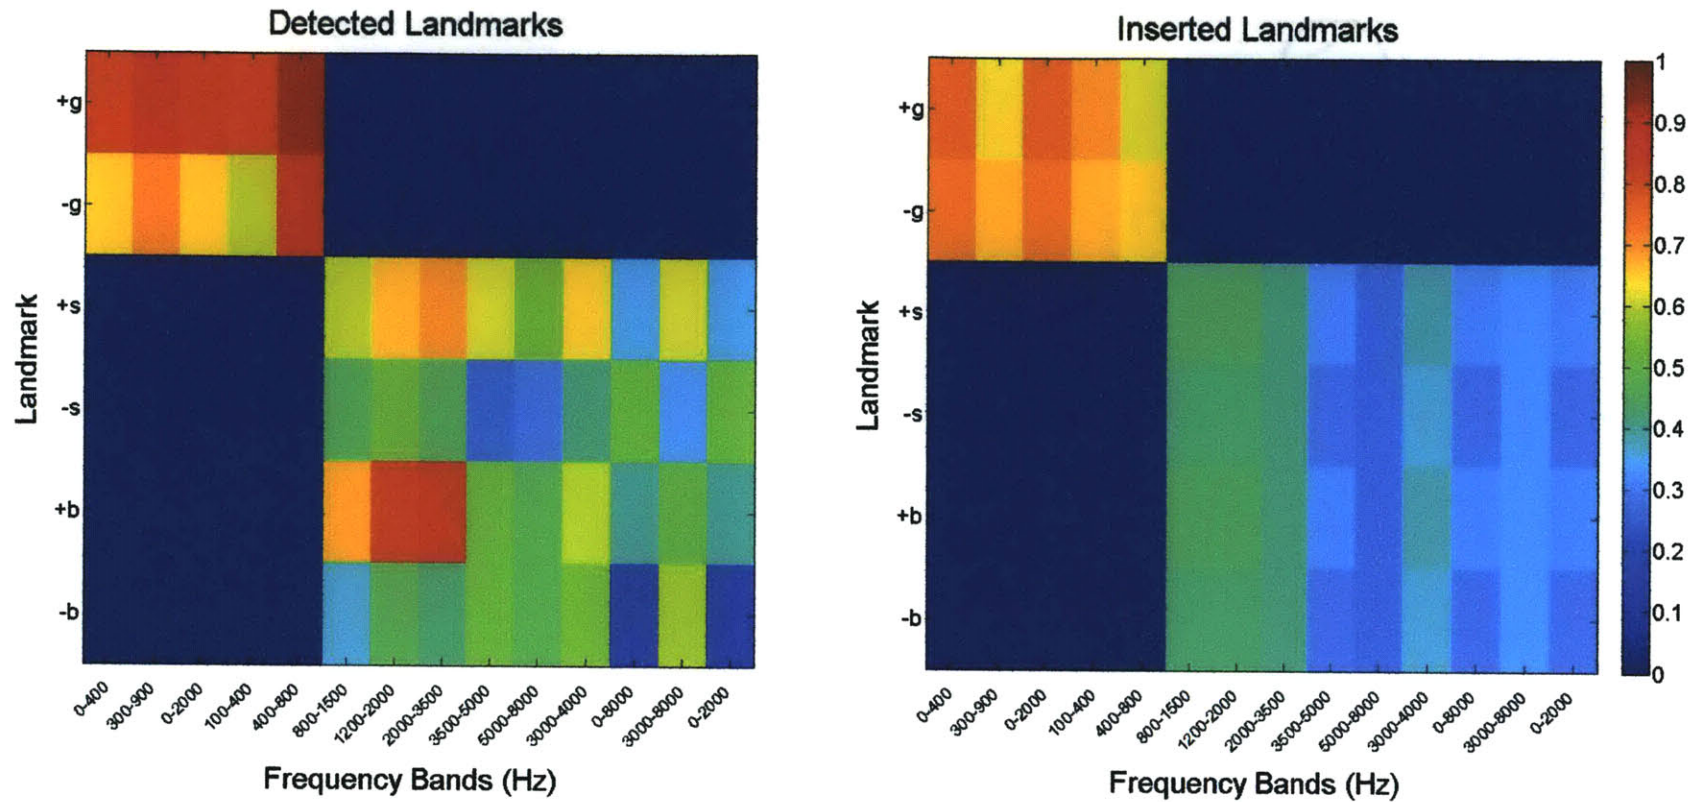 Detected Landmarks
+g
-g
+s
-s
+b
-b
Landmark
0-400
300-900
0-2000
100-400
400-800
800-1500
1200-2000
2000-3500
3500-5000
5000-8000
3000-4000
0-8000
3000-8000
0-2000
Frequency Bands (Hz)
Inserted Landmarks
+g
-g
+s
-s
+b
-b
Landmark
0-400
300-900
0-2000
100-400
400-800
800-1500
1200-2000
2000-3500
3500-5000
5000-8000
3000-4000
0-8000
3000-8000
0-2000
Frequency Bands (Hz)
1
0.9
0.8
0.7
0.6
0.5
0.4
0.3
0.2
0.1
0